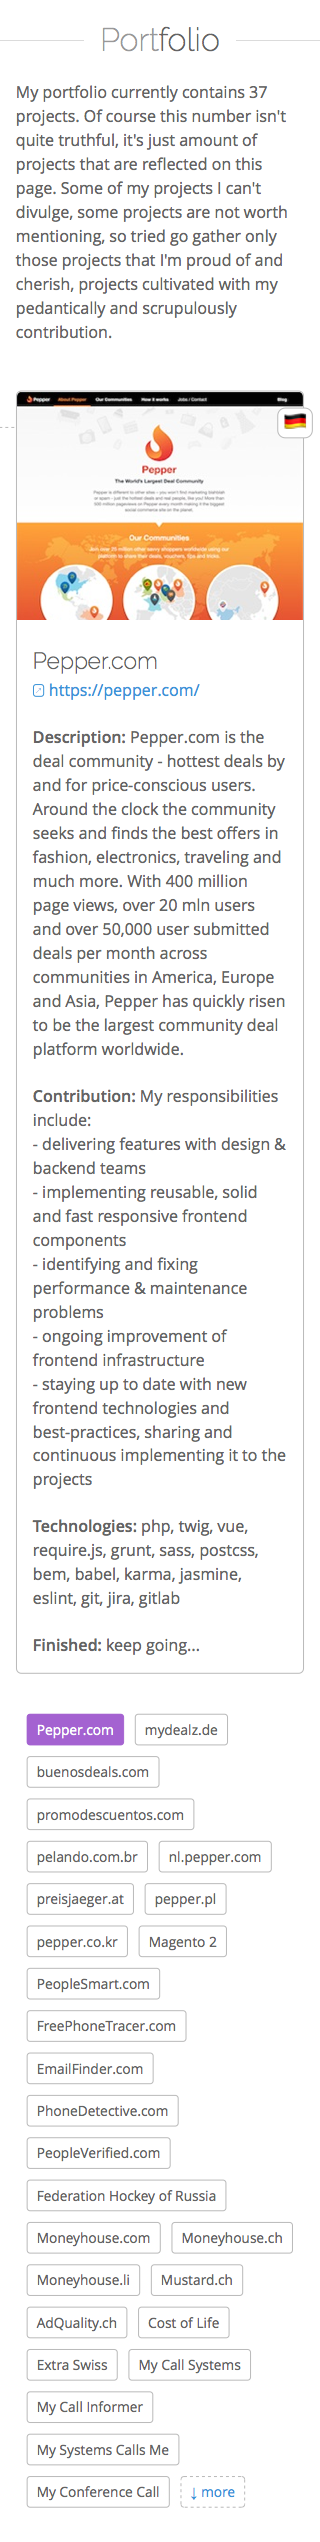 Portfolio
My portfolio currently contains 37
projects. Of course this number isn't
quite truthful, it's just amount of
projects that are reflected on this
page. Some of my projects I can't
divulge, some projects are not worth
mentioning, so tried go gather only
those projects that I'm proud of and
cherish, projects cultivated with my
pedantically and scrupulously
contribution.
Pepper About Pepper Our Communities How it works Jobs / Contact Blog
Pepper
The World's Largest Deal Community
Our Communities
Pepper.com
https://pepper.com/
Description: Pepper.com is the
deal community - hottest deals by
and for price-conscious users.
Around the clock the community
seeks and finds the best offers in
fashion, electronics, traveling and
much more. With 400 million
page views, over 20 mln users
and over 50,000 user submitted
deals per month across
communities in America, Europe
and Asia, Pepper has quickly risen
to be the largest community deal
platform worldwide.
Contribution: My responsibilities
include:
- delivering features with design &
backend teams
- implementing reusable, solid
and fast responsive frontend
components
- identifying and fixing
performance & maintenance
problems
- ongoing improvement of
frontend infrastructure
- staying up to date with new
frontend technologies and
best-practices, sharing and
continuous implementing it to the
projects
Technologies: php, twig, vue,
require.js, grunt, sass, postcss,
bem, babel, karma, jasmine,
eslint, git, jira, gitlab
Finished: keep going...
Pepper.com mydealz.de
buenosdeals.com
promodescuentos.com
pelando.com.br nl.pepper.com
preisjaeger.at pepper.pl
pepper.co.kr Magento 2
PeopleSmart.com
FreePhoneTracer.com
EmailFinder.com
PhoneDetective.com
PeopleVerified.com
Federation Hockey of Russia
Moneyhouse.com Moneyhouse.ch
Moneyhouse.li Mustard.ch
AdQuality.ch Cost of Life
Extra Swiss My Call Systems
My Call Informer
My Systems Calls Me
My Conference Call ↓ more